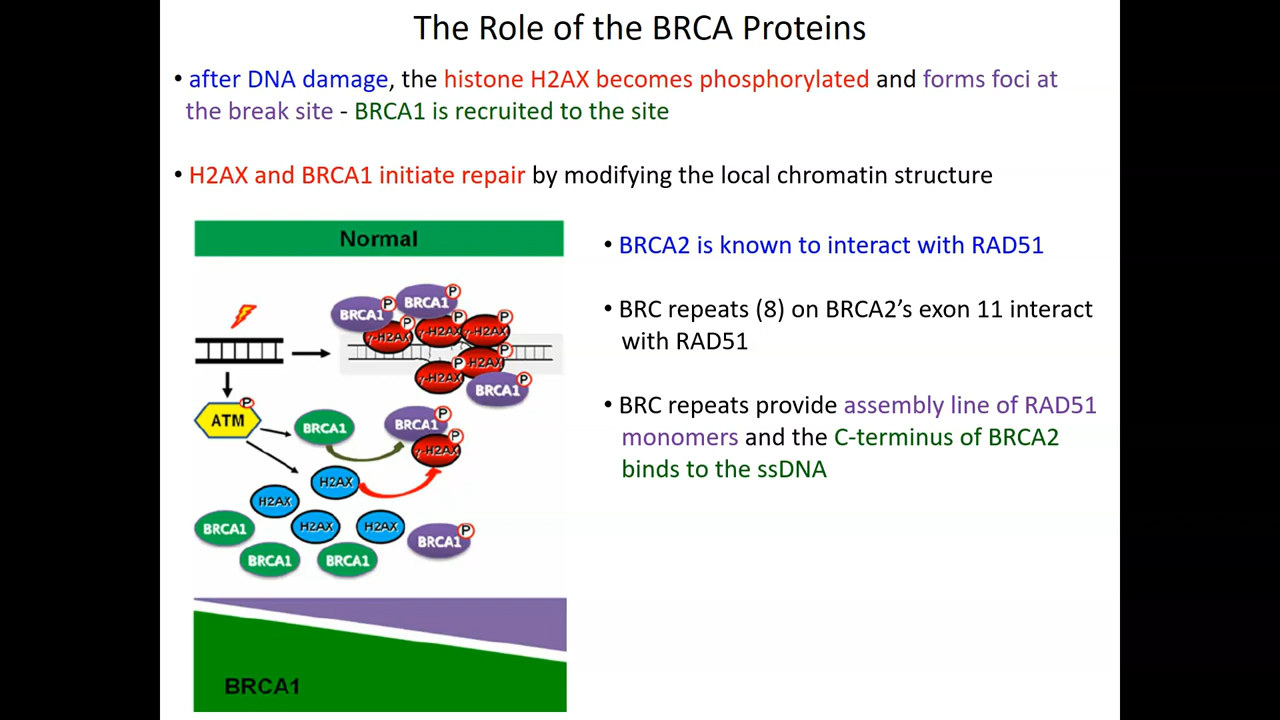 The Role of the BRCA Proteins
• after DNA damage, the histone H2AX becomes phosphorylated and forms foci at
the break site - BRCA1 is recruited to the site
• H2AX and BRCA1 initiate repair by modifying the local chromatin structure
Normal
BRCA1 P
BRCA1 P
γ-H2AX P
γ-H2AX P
γ-H2AX P
γ-H2AX P
H2AX P
BRCA1 P
ATM P
BRCA1
BRCA1 P
γ-H2AX P
H2AX
H2AX
H2AX
H2AX
BRCA1
BRCA1
BRCA1
BRCA1 P
BRCA1
• BRCA2 is known to interact with RAD51
• BRC repeats (8) on BRCA2’s exon 11 interact
with RAD51
• BRC repeats provide assembly line of RAD51
monomers and the C-terminus of BRCA2
binds to the ssDNA